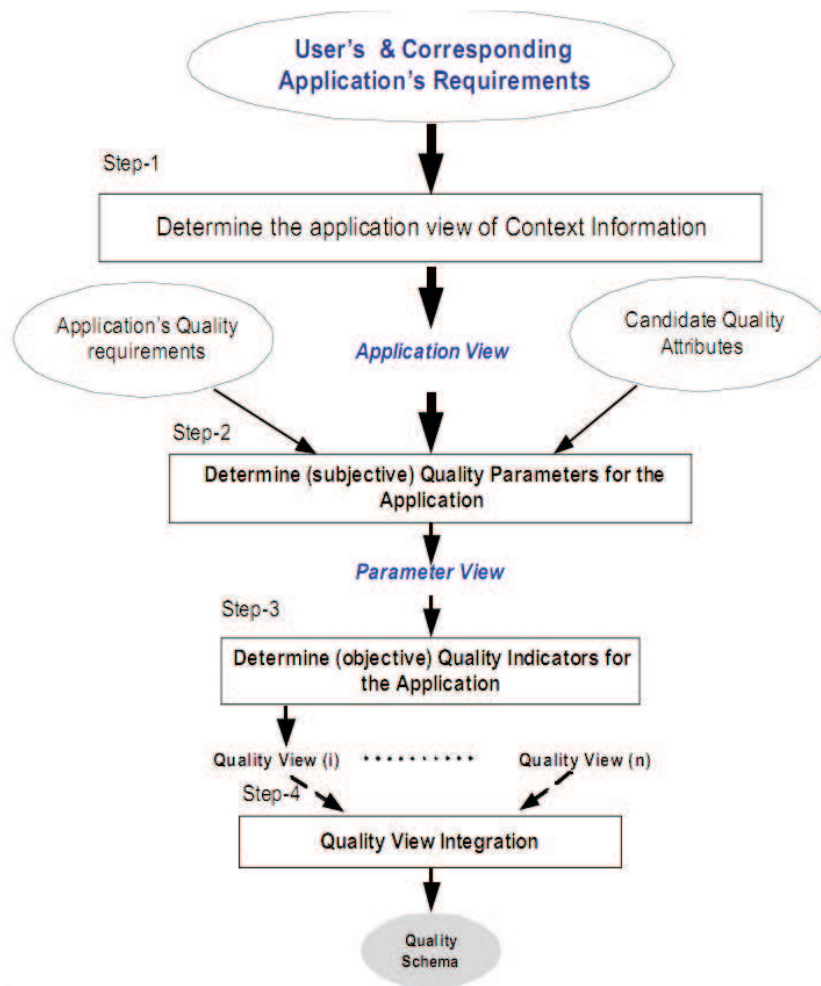 User's & Corresponding
Application's Requirements
Step-1
Determine the application view of Context Information
Application's Quality
requirements
Application View
Candidate Quality
Attributes
Step-2
Determine (subjective) Quality Parameters for the
Application
Parameter View
Step-3
Determine (objective) Quality Indicators for
the Application
Quality View (i)
Quality View (n)
Step-4
Quality View Integration
Quality
Schema